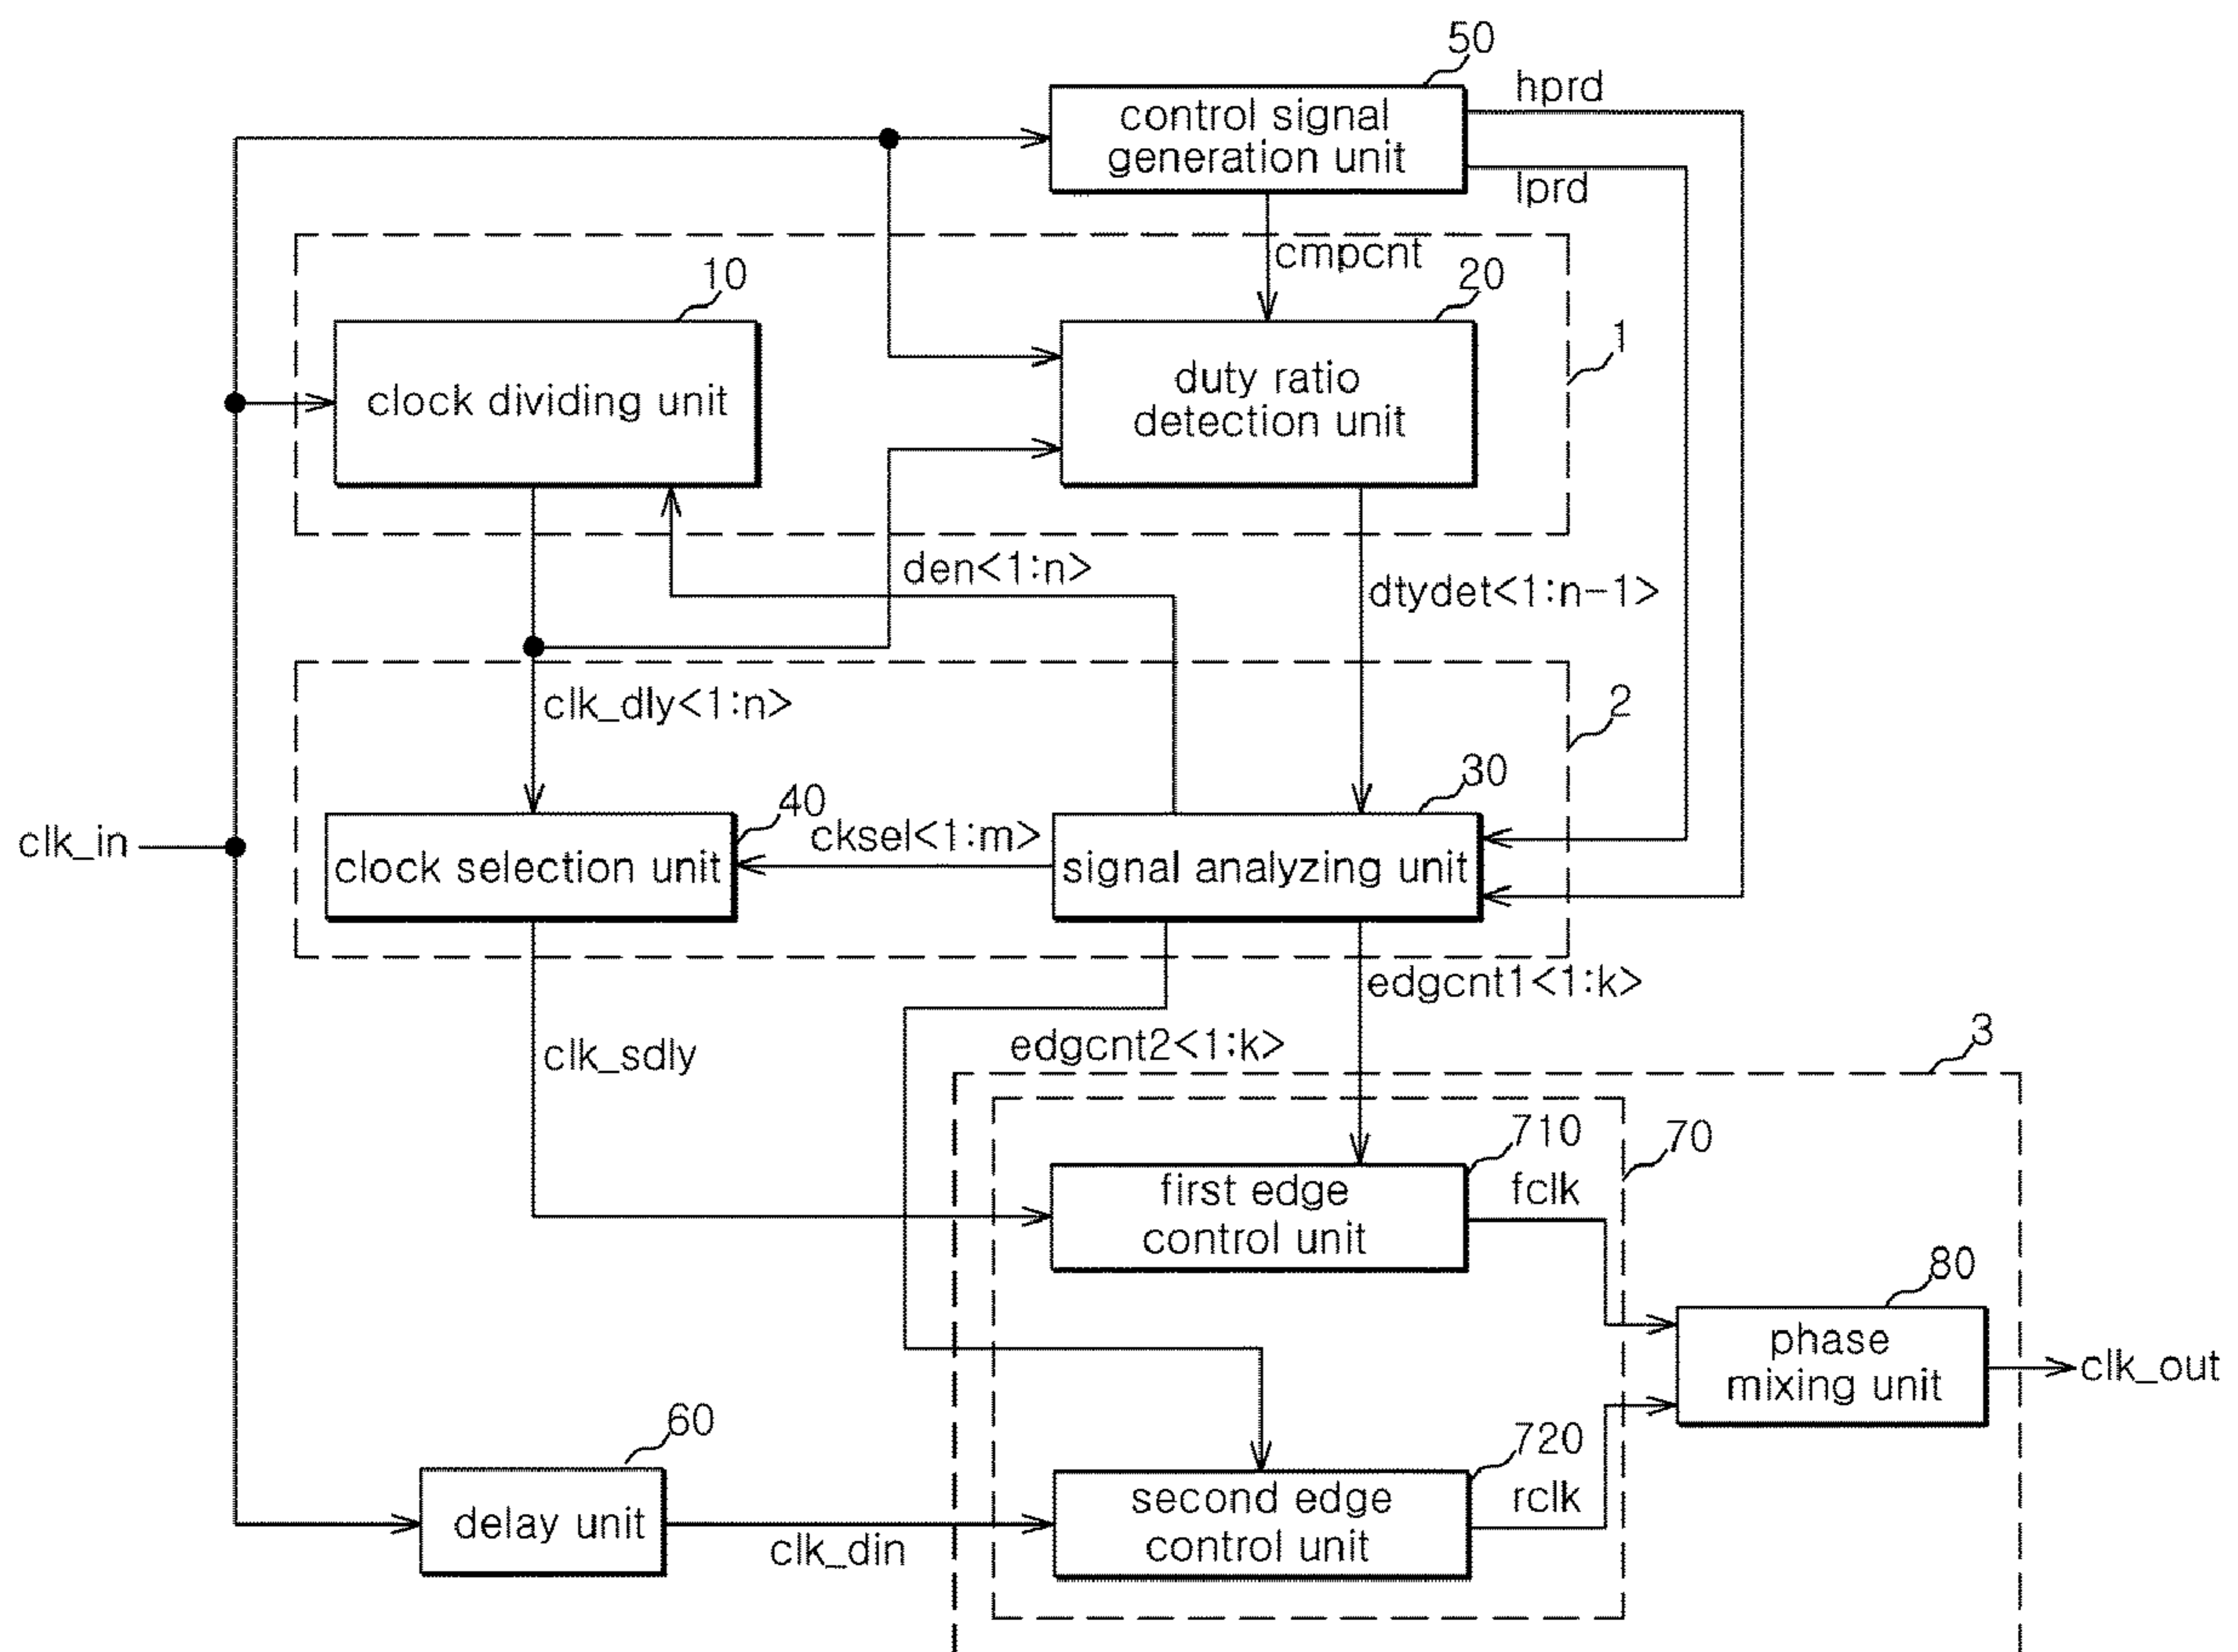 50
hprd
control signal
generation unit
lprd
cmpcnt
10
20
1
clock dividing unit
duty ratio
detection unit
den<1:n>
dtydet<1:n-1>
clk_dly<1:n>
2
30
40
cksel<1:m>
clk_in
clock selection unit
signal analyzing unit
edgcnt1<1:k>
edgcnt2<1:k>
clk_sdly
3
710
70
first edge
control unit
fclk
80
phase
mixing unit
clk_out
60
720
second edge
control unit
rclk
delay unit
clk_din